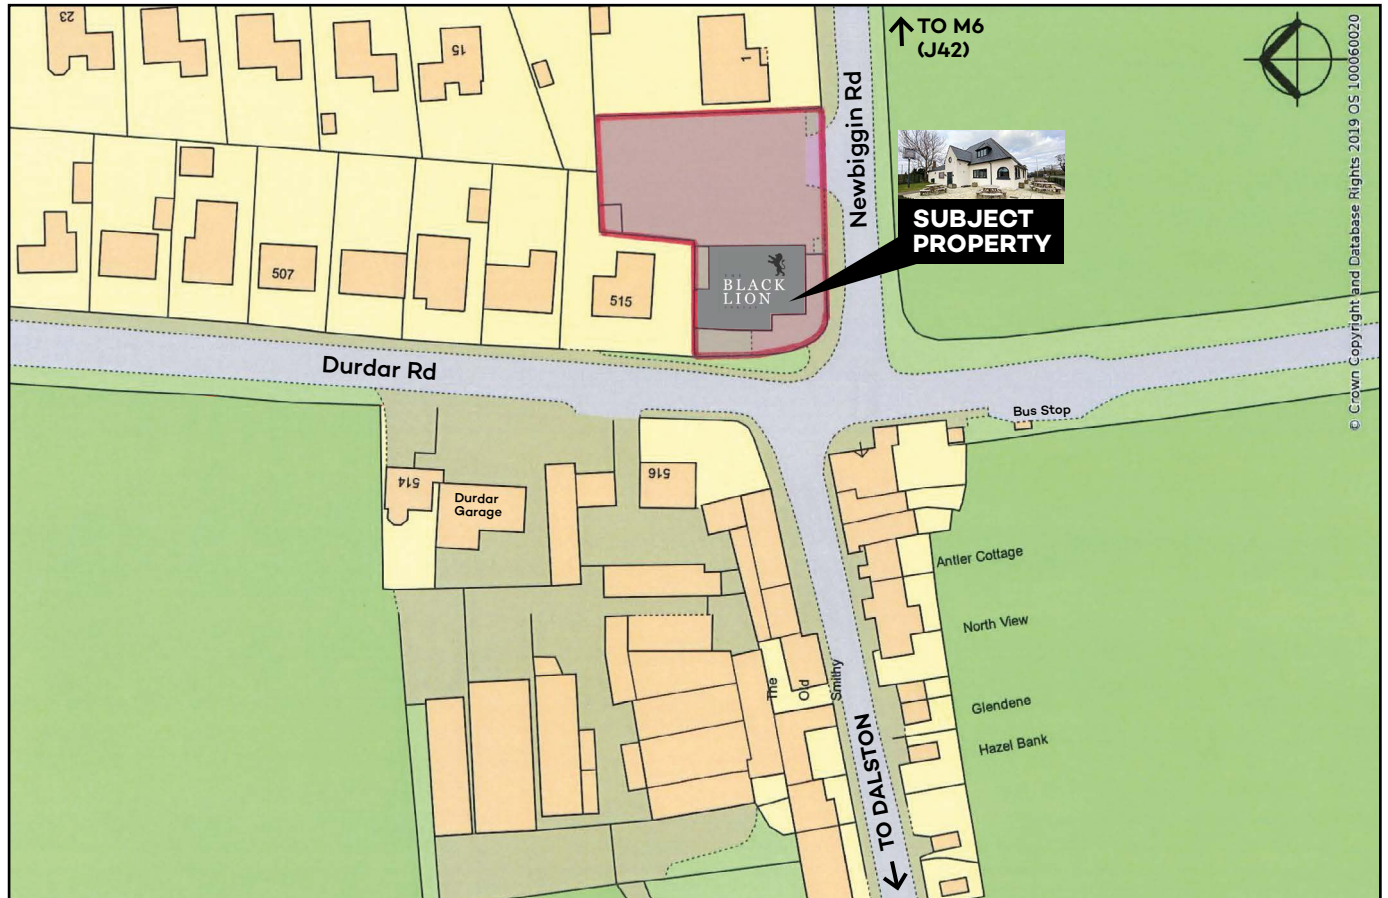 23
15
1
TO M6
(J42)
© Crown Copyright and Database Rights 2019 OS 100060020
Newbiggin Rd
SUBJECT
PROPERTY
507
515
BLACK
LION
Durdar Rd
Bus Stop
514
Durdar
Garage
516
Antler Cottage
North View
The
Old
Smithy
Glendene
Hazel Bank
TO DALSTON